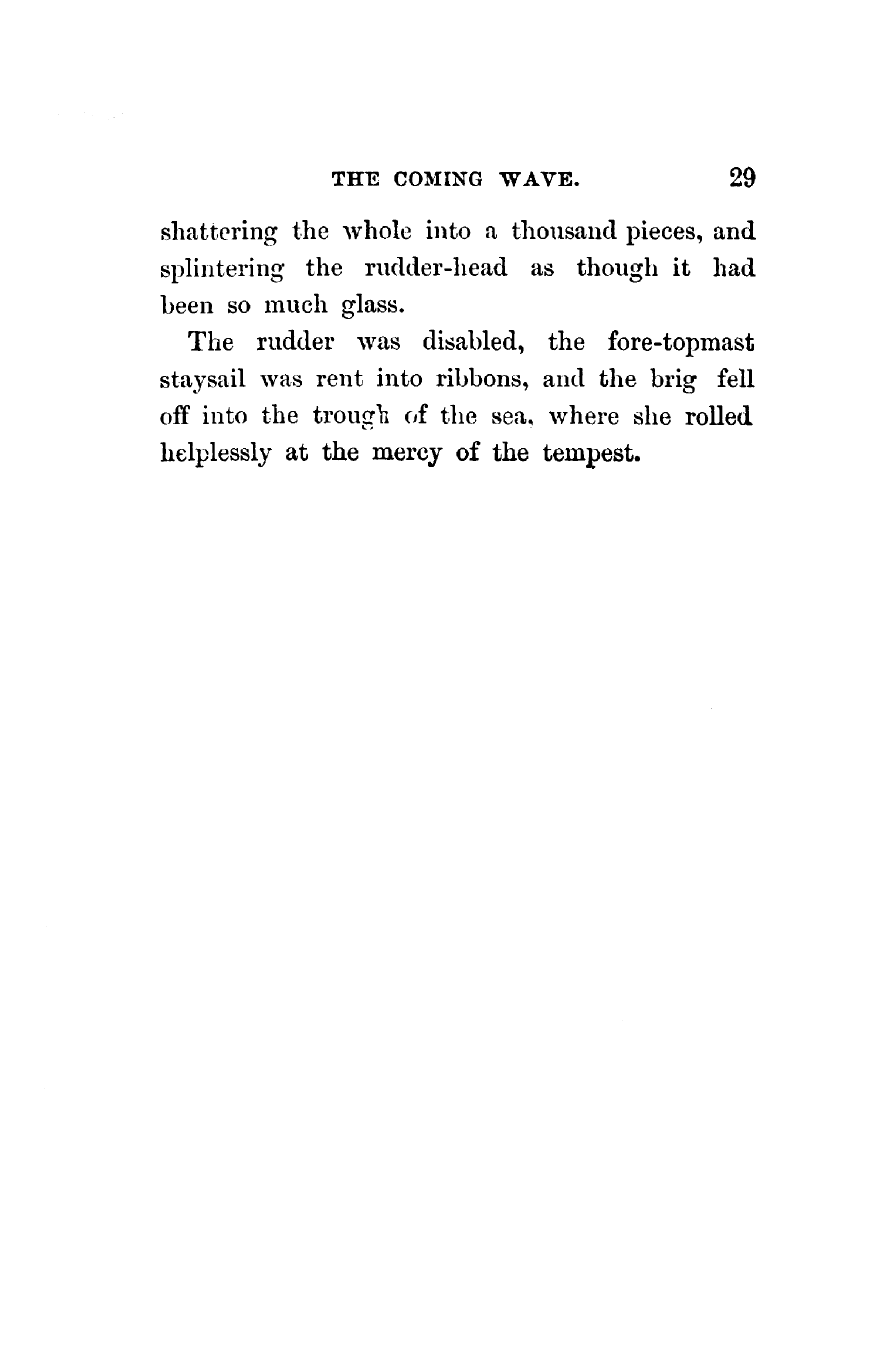 THE COMING WAVE. 29
shattering the whole into a thousand pieces, and
splintering the rudder-head as though it had
been so much glass.
The rudder was disabled, the fore-topmast
staysail was rent into ribbons, and the brig fell
off into the trough of the sea, where she rolled
helplessly at the mercy of the tempest.